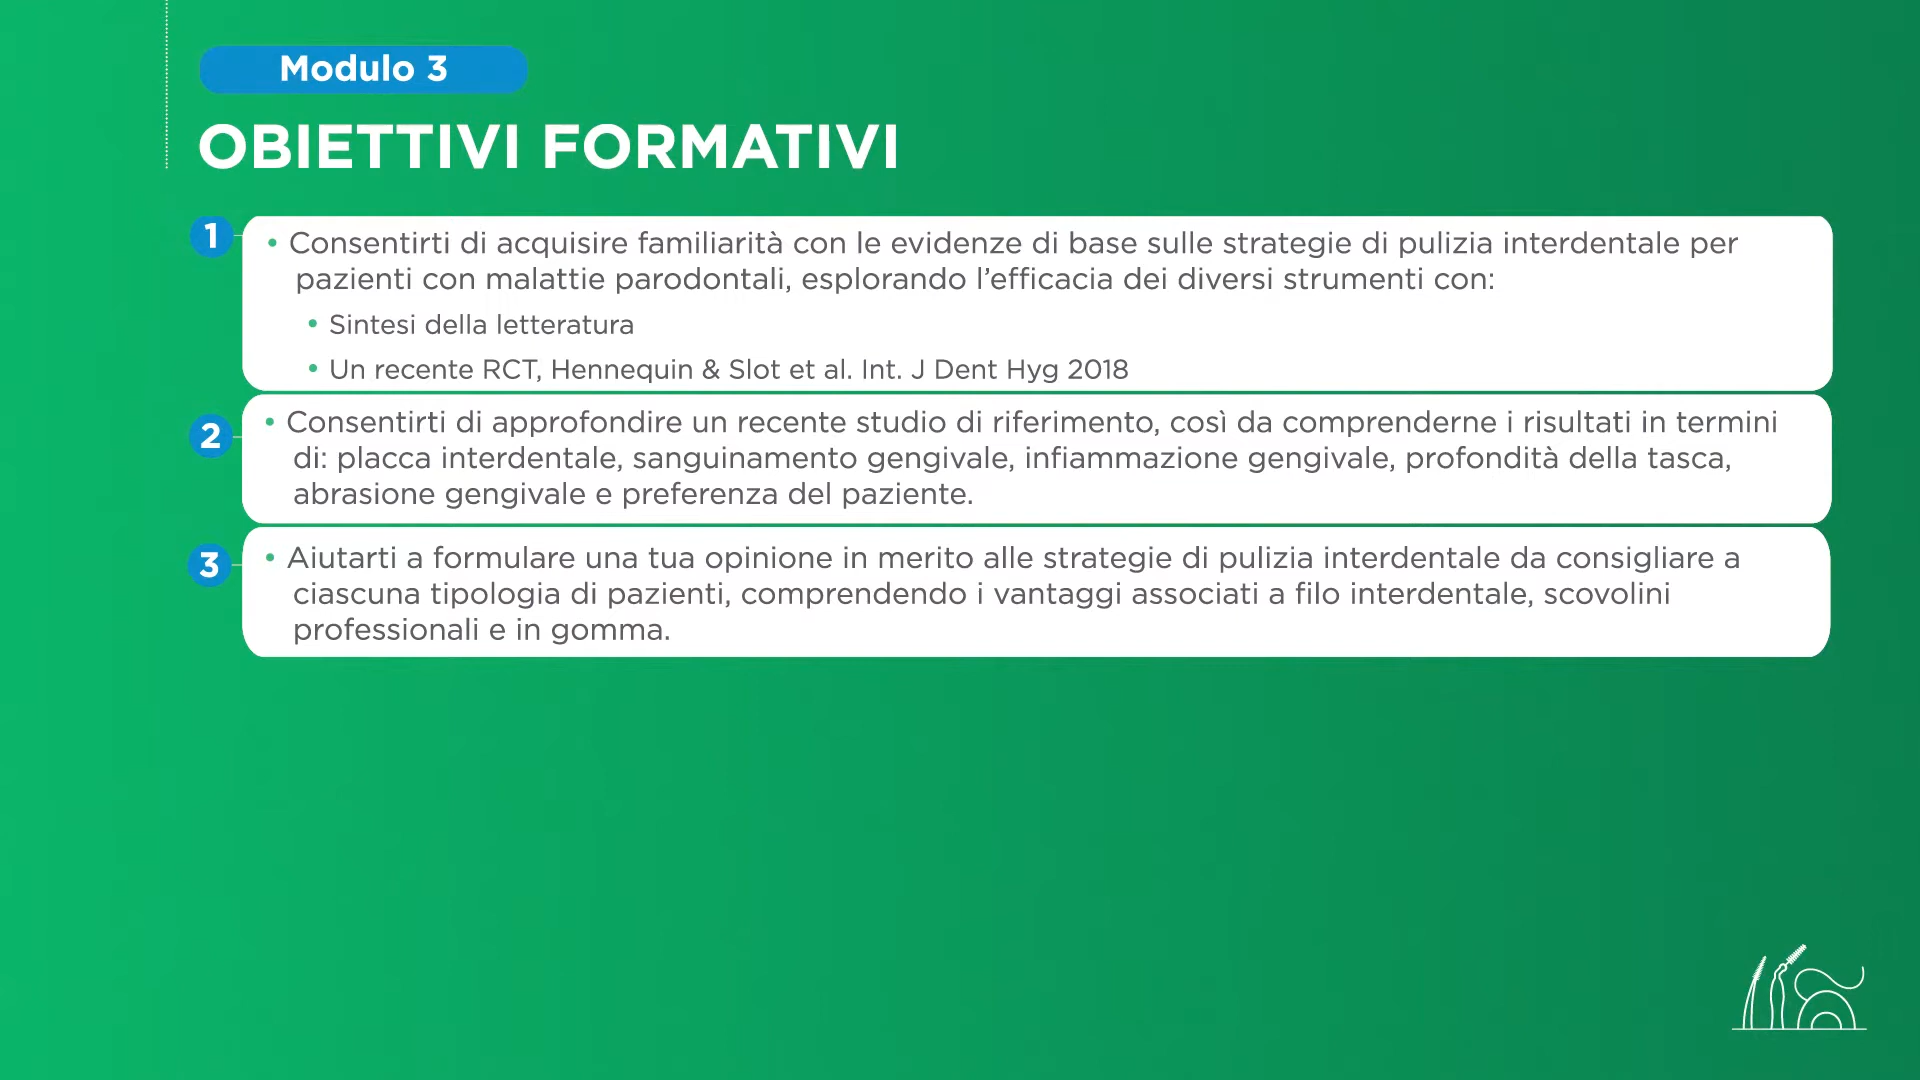 Modulo 3
OBIETTIVI FORMATIVI
1
• Consentirti di acquisire familiarità con le evidenze di base sulle strategie di pulizia interdentale per
pazienti con malattie parodontali, esplorando l’efficacia dei diversi strumenti con:
• Sintesi della letteratura
• Un recente RCT, Hennequin & Slot et al. Int. J Dent Hyg 2018
2
• Consentirti di approfondire un recente studio di riferimento, così da comprenderne i risultati in termini
di: placca interdentale, sanguinamento gengivale, infiammazione gengivale, profondità della tasca,
abrasione gengivale e preferenza del paziente.
3
• Aiutarti a formulare una tua opinione in merito alle strategie di pulizia interdentale da consigliare a
ciascuna tipologia di pazienti, comprendendo i vantaggi associati a filo interdentale, scovolini
professionali e in gomma.